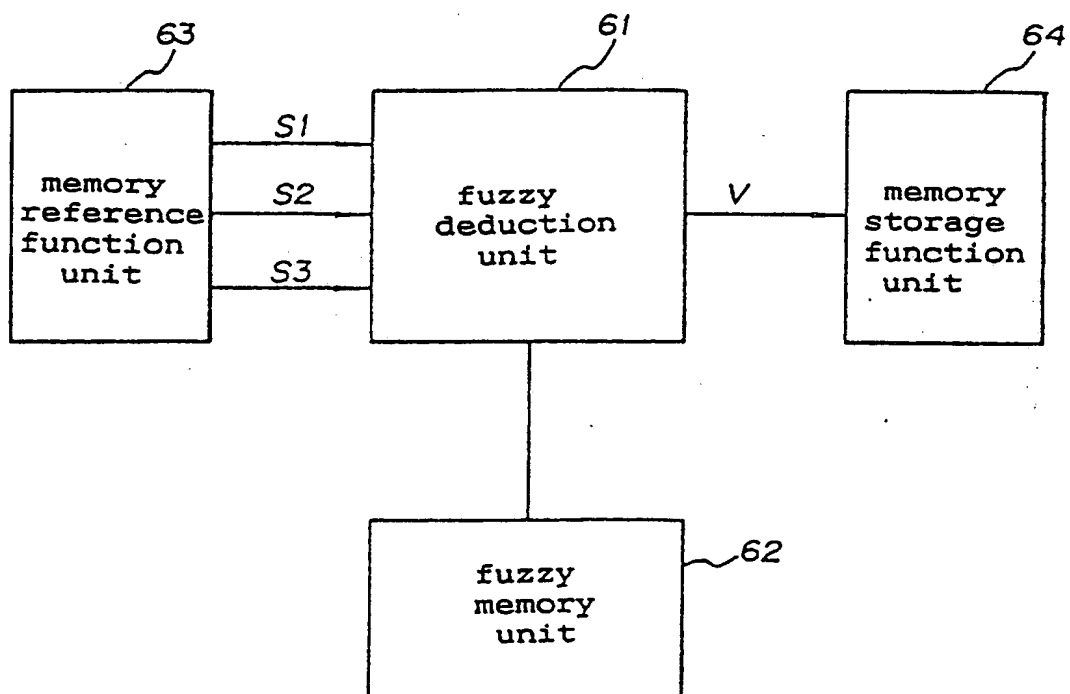 63
61
64
S1
S2
S3
V
memory
reference
function
unit
fuzzy
deduction
unit
memory
storage
function
unit
62
fuzzy
memory
unit